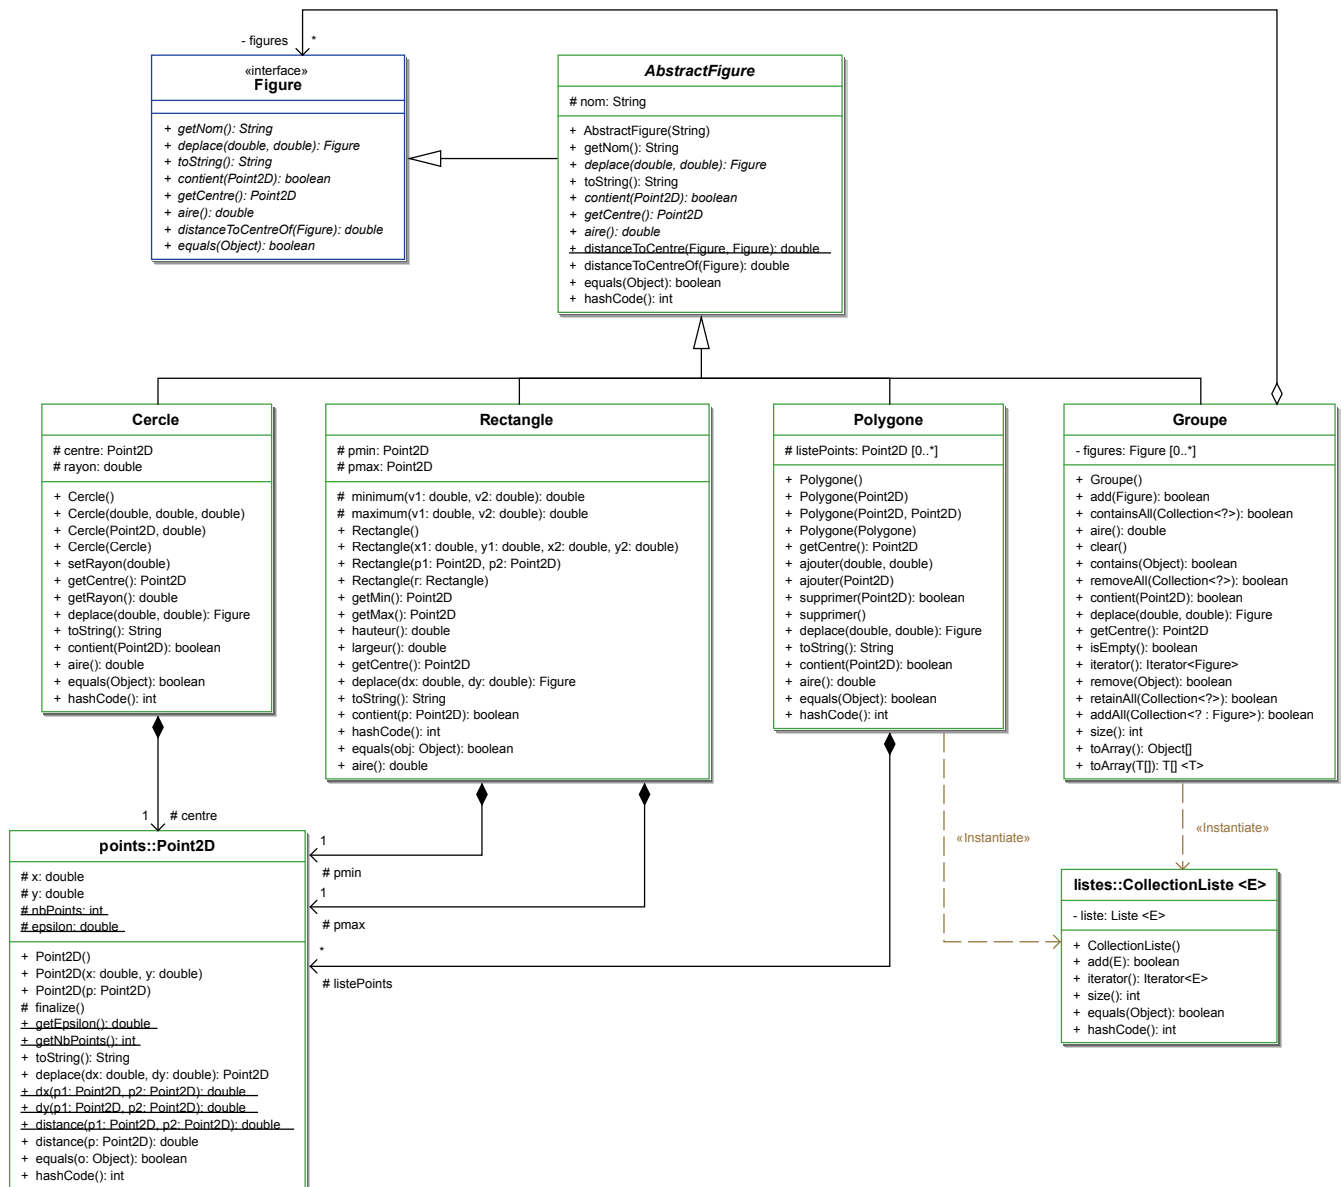 - figures *
«interface»
Figure
+ getNom(): String
+ deplace(double, double): Figure
+ toString(): String
+ contient(Point2D): boolean
+ getCentre(): Point2D
+ aire(): double
+ distanceToCentreOf(Figure): double
+ equals(Object): boolean
AbstractFigure
# nom: String
+ AbstractFigure(String)
+ getNom(): String
+ deplace(double, double): Figure
+ toString(): String
+ contient(Point2D): boolean
+ getCentre(): Point2D
+ aire(): double
+ distanceToCentre(Figure, Figure): double
+ distanceToCentreOf(Figure): double
+ equals(Object): boolean
+ hashCode(): int
Cercle
# centre: Point2D
# rayon: double
+ Cercle()
+ Cercle(double, double, double)
+ Cercle(Point2D, double)
+ Cercle(Cercle)
+ setRayon(double)
+ getCentre(): Point2D
+ getRayon(): double
+ deplace(double, double): Figure
+ toString(): String
+ contient(Point2D): boolean
+ aire(): double
+ equals(Object): boolean
+ hashCode(): int
Rectangle
# pmin: Point2D
# pmax: Point2D
# minimum(v1: double, v2: double): double
# maximum(v1: double, v2: double): double
+ Rectangle()
+ Rectangle(x1: double, y1: double, x2: double, y2: double)
+ Rectangle(p1: Point2D, p2: Point2D)
+ Rectangle(r: Rectangle)
+ getMin(): Point2D
+ getMax(): Point2D
+ hauteur(): double
+ largeur(): double
+ getCentre(): Point2D
+ deplace(dx: double, dy: double): Figure
+ toString(): String
+ contient(p: Point2D): boolean
+ hashCode(): int
+ equals(obj: Object): boolean
+ aire(): double
Polygone
# listePoints: Point2D [0..*]
+ Polygone()
+ Polygone(Point2D)
+ Polygone(Point2D, Point2D)
+ Polygone(Polygone)
+ getCentre(): Point2D
+ ajouter(double, double)
+ ajouter(Point2D)
+ supprimer(Point2D): boolean
+ supprimer()
+ deplace(double, double): Figure
+ toString(): String
+ contient(Point2D): boolean
+ aire(): double
+ equals(Object): boolean
+ hashCode(): int
Groupe
- figures: Figure [0..*]
+ Groupe()
+ add(Figure): boolean
+ containsAll(Collection<?>): boolean
+ aire(): double
+ clear()
+ contains(Object): boolean
+ removeAll(Collection<?>): boolean
+ contient(Point2D): boolean
+ deplace(double, double): Figure
+ getCentre(): Point2D
+ isEmpty(): boolean
+ iterator(): Iterator<Figure>
+ remove(Object): boolean
+ retainAll(Collection<?>): boolean
+ addAll(Collection<? : Figure>): boolean
+ size(): int
+ toArray(): Object[]
+ toArray(T[]): T[] <T>
1 # centre
1
# pmin
1
# pmax
*
# listePoints
«Instantiate»
«Instantiate»
points::Point2D
# x: double
# y: double
# nbPoints: int
# epsilon: double
+ Point2D()
+ Point2D(x: double, y: double)
+ Point2D(p: Point2D)
# finalize()
+ getEpsilon(): double
+ getNbPoints(): int
+ toString(): String
+ deplace(dx: double, dy: double): Point2D
+ dx(p1: Point2D, p2: Point2D): double
+ dy(p1: Point2D, p2: Point2D): double
+ distance(p1: Point2D, p2: Point2D): double
+ distance(p: Point2D): double
+ equals(o: Object): boolean
+ hashCode(): int
listes::CollectionListe <E>
- liste: Liste <E>
+ CollectionListe()
+ add(E): boolean
+ iterator(): Iterator<E>
+ size(): int
+ equals(Object): boolean
+ hashCode(): int